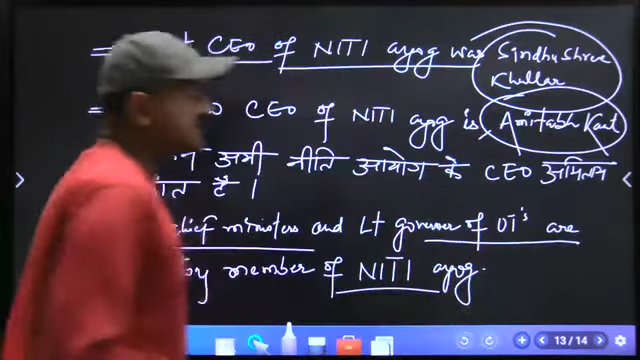 = CEO of NITI ayog was Sindhushree
Khullar
= CEO of NITI ayog is Amitabh Kant
अभी नीति आयोग के CEO अमिताभ
है।
chief ministers and Lt governer of UT's are
member of NITI ayog.
13/14